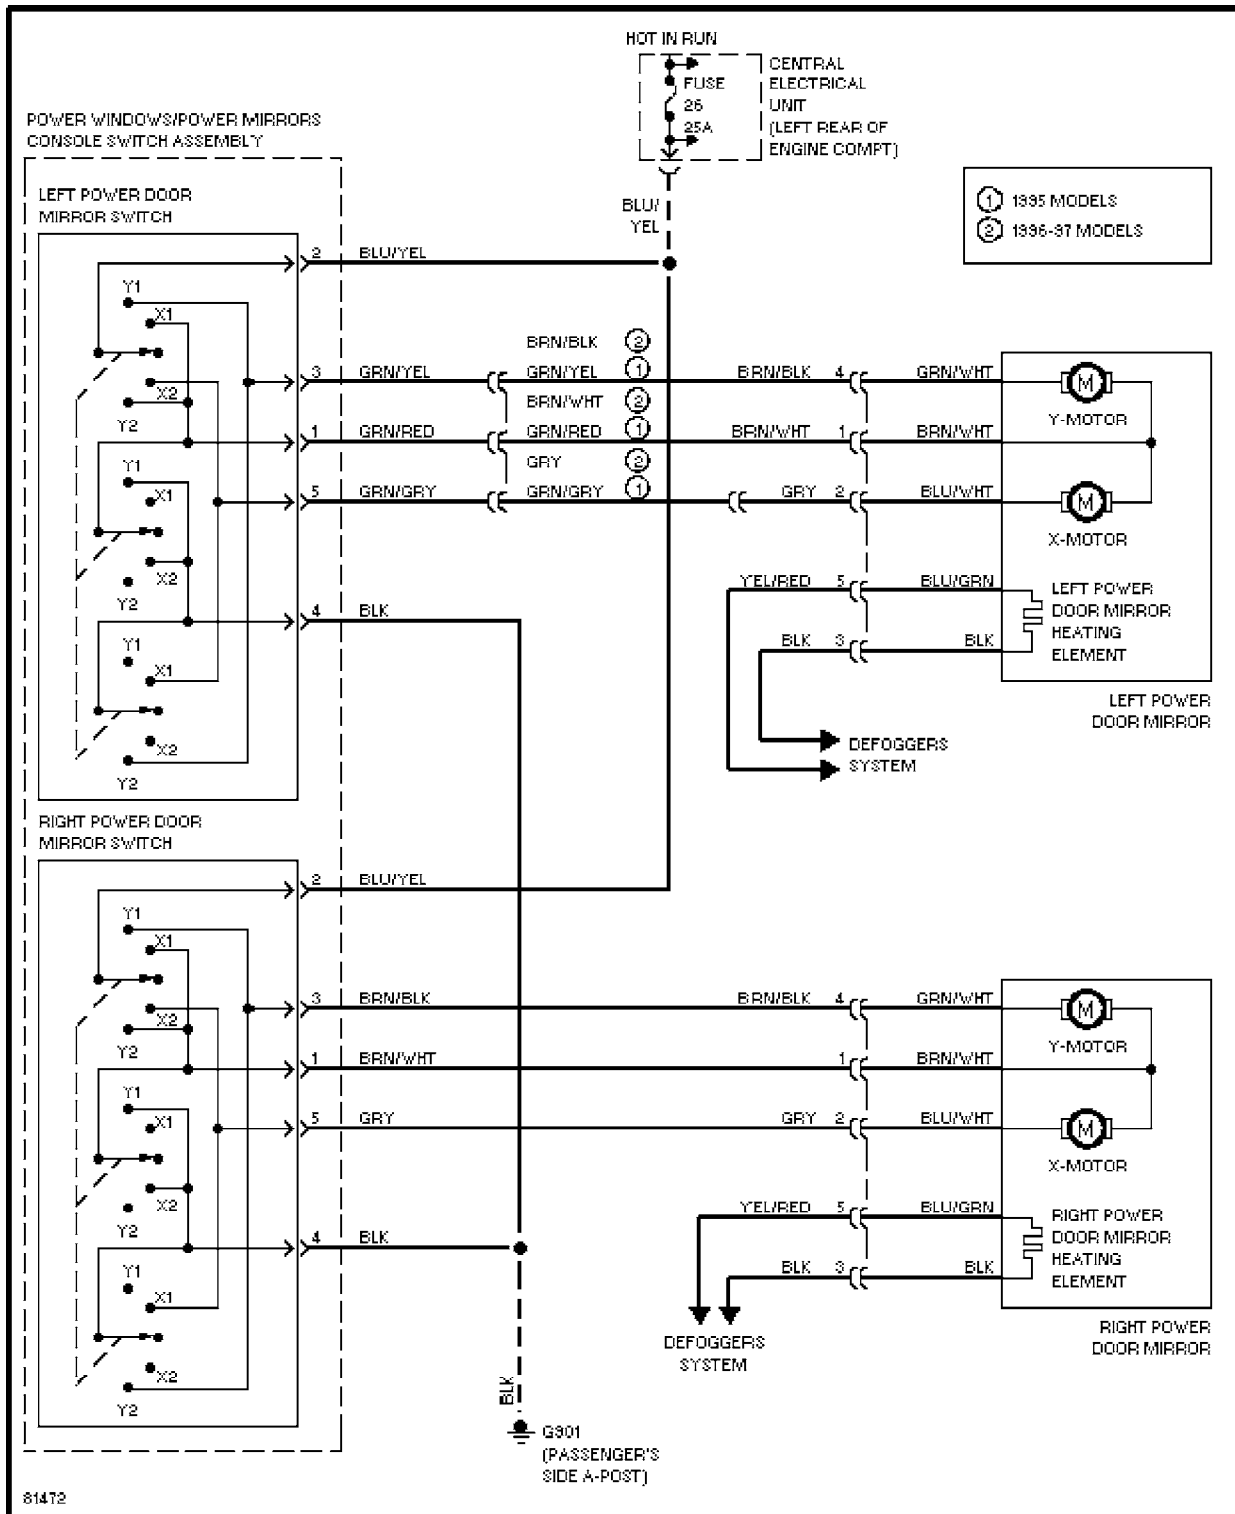 HOT IN RUN
CENTRAL
ELECTRICAL
UNIT
(LEFT REAR OF
ENGINE COMPT)
FUSE
26
25A
POWER WINDOWS/POWER MIRRORS
CONSOLE SWITCH ASSEMBLY
BLU/
YEL
1 1995 MODELS
2 1996-97 MODELS
LEFT POWER DOOR
MIRROR SWITCH
2 BLU/YEL
Y1
X1
X2
Y2
Y1
X1
X2
Y2
Y1
X1
X2
Y2
BRN/BLK 2
3 GRN/YEL GRN/YEL 1 BRN/BLK 4 GRN/WHT
BRN/WHT 2
1 GRN/RED GRN/RED 1 BRN/WHT 1 BRN/WHT
GRY 2
5 GRN/GRY GRN/GRY 1 GRY 2 BLU/WHT
M
Y-MOTOR
M
X-MOTOR
YEL/RED 5 BLU/GRN
4 BLK
BLK 3 BLK
LEFT POWER
DOOR MIRROR
HEATING
ELEMENT
LEFT POWER
DOOR MIRROR
DEFOGGERS
SYSTEM
RIGHT POWER DOOR
MIRROR SWITCH
2 BLU/YEL
Y1
X1
X2
Y2
Y1
X1
X2
Y2
Y1
X1
X2
Y2
3 BRN/BLK BRN/BLK 4 GRN/WHT
1 BRN/WHT 1 BRN/WHT
5 GRY GRY 2 BLU/WHT
M
Y-MOTOR
M
X-MOTOR
YEL/RED 5 BLU/GRN
4 BLK
BLK 3 BLK
RIGHT POWER
DOOR MIRROR
HEATING
ELEMENT
RIGHT POWER
DOOR MIRROR
DEFOGGERS
SYSTEM
BLK
G901
(PASSENGER'S
SIDE A-POST)
81472